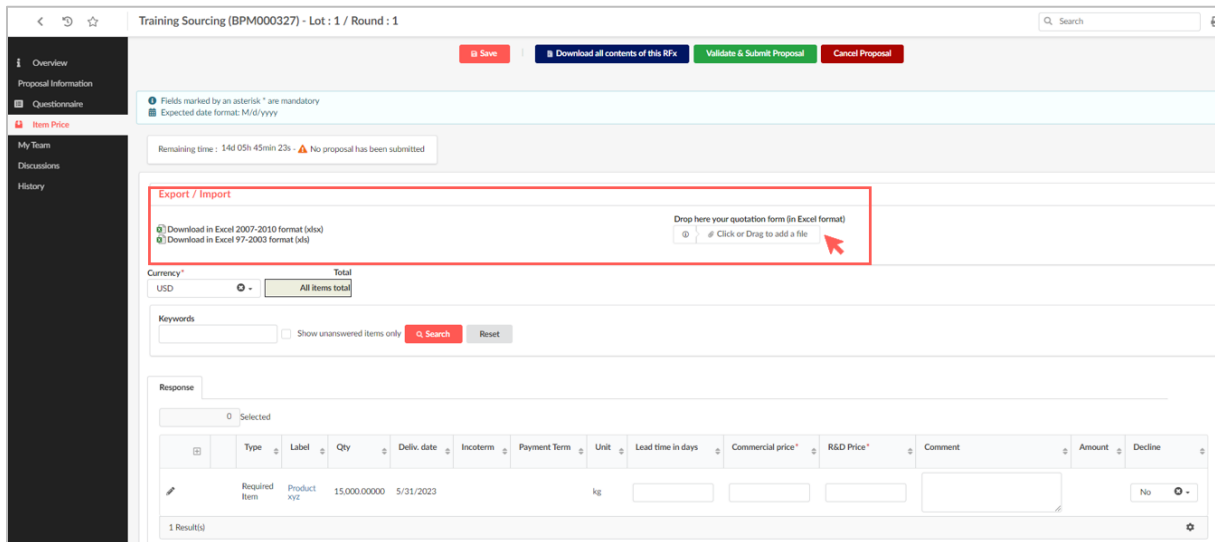 Training Sourcing (BPM000327) - Lot : 1 / Round : 1
Search
Save
Download all contents of this RFx
Validate & Submit Proposal
Cancel Proposal
Overview
Proposal Information
Questionnaire
Item Price
My Team
Discussions
History
Fields marked by an asterisk * are mandatory
Expected date format: M/d/yyyy
Remaining time : 14d 05h 45min 23s - No proposal has been submitted
Export / Import
Download in Excel 2007-2010 format (xlsx)
Download in Excel 97-2003 format (xls)
Drop here your quotation form (in Excel format)
Click or Drag to add a file
Currency* Total
USD All items total
Keywords
Show unanswered items only Search Reset
Response
0 Selected
Type Label Qty Deliv. date Incoterm Payment Term Unit Lead time in days Commercial price* R&D Price* Comment Amount Decline
Required Item Product xyz 15,000.00000 5/31/2023 kg No
1 Result(s)